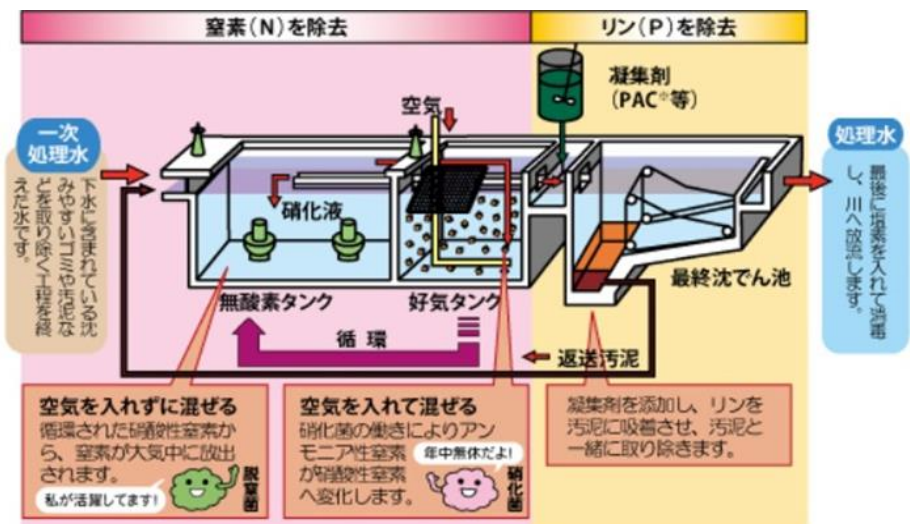 窒素(N)を除去
リン(P)を除去
凝集剤
(PAC※等)
空気
一次
処理水
下水に含まれている沈
みやすいゴミや汚泥な
どを取り除く工程を終
えた水です。
処理水
最後に塩素を入れて消毒
し、川へ放流します。
硝化液
無酸素タンク
好気タンク
最終沈でん池
循環
返送汚泥
空気を入れずに混ぜる
循環された硝酸性窒素か
ら、窒素が大気中に放出
されます。
私が活躍してます!
脱窒菌
空気を入れて混ぜる
硝化菌の働きによりアン
モニア性窒素
が硝酸性窒素
へ変化します。
年中無休だよ!
硝化菌
凝集剤を添加し、リンを
汚泥に吸着させ、汚泥と
一緒に取り除きます。